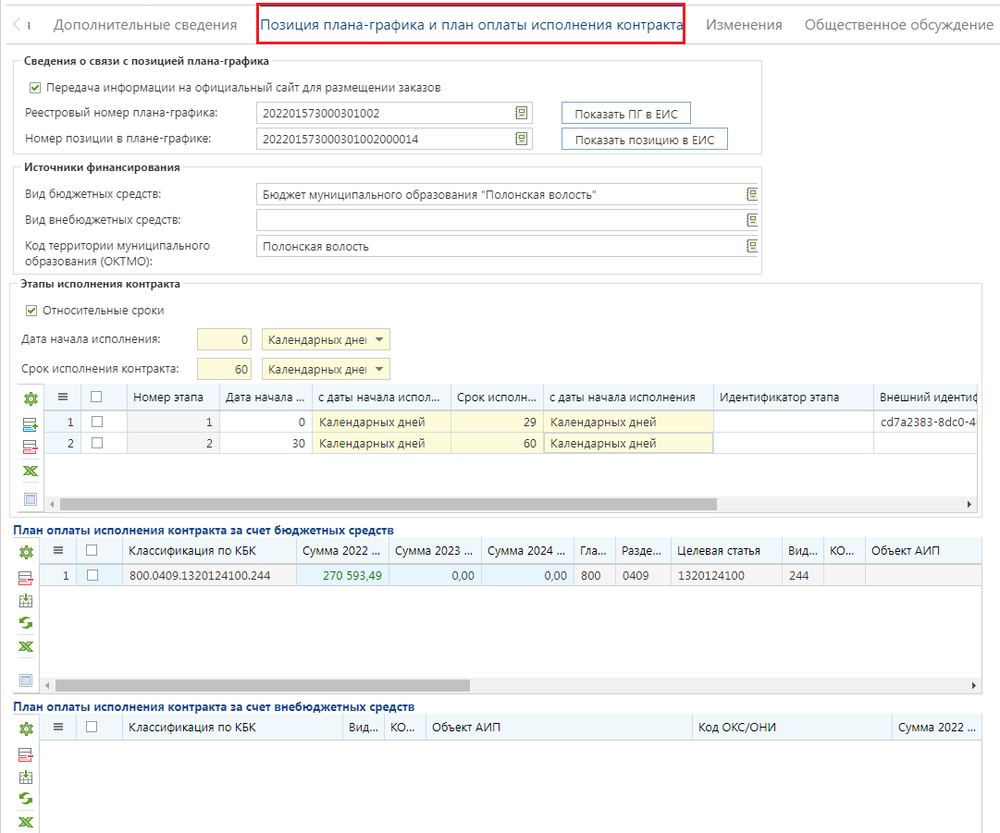 Дополнительные сведения Позиция плана-графика и план оплаты исполнения контракта Изменения Общественное обсуждение
Сведения о связи с позицией плана-графика
Передача информации на официальный сайт для размещении заказов
Реестровый номер плана-графика: 202201573000301002 Показать ПГ в ЕИС
Номер позиции в плане-графике: 202201573000301002000014 Показать позицию в ЕИС
Источники финансирования
Вид бюджетных средств: Бюджет муниципального образования "Полонская волость"
Вид внебюджетных средств:
Код территории муниципального Полонская волость
образования (ОКТМО):
Этапы исполнения контракта
Относительные сроки
Дата начала исполнения: 0 Календарных дней
Срок исполнения контракта: 60 Календарных дней
Номер этапа Дата начала ... с даты начала испол... Срок исполн... с даты начала исполнения Идентификатор этапа Внешний идентиф
1 1 0 Календарных дней 29 Календарных дней cd7a2383-8dc0-4
2 2 30 Календарных дней 60 Календарных дней
План оплаты исполнения контракта за счет бюджетных средств
Классификация по КБК Сумма 2022 ... Сумма 2023 ... Сумма 2024 ... Гла... Разде... Целевая статья Вид... КО... Объект АИП
1 800.0409.1320124100.244 270 593,49 0,00 0,00 800 0409 1320124100 244
План оплаты исполнения контракта за счет внебюджетных средств
Классификация по КБК Вид... КО... Объект АИП Код ОКС/ОНИ Сумма 2022 ...